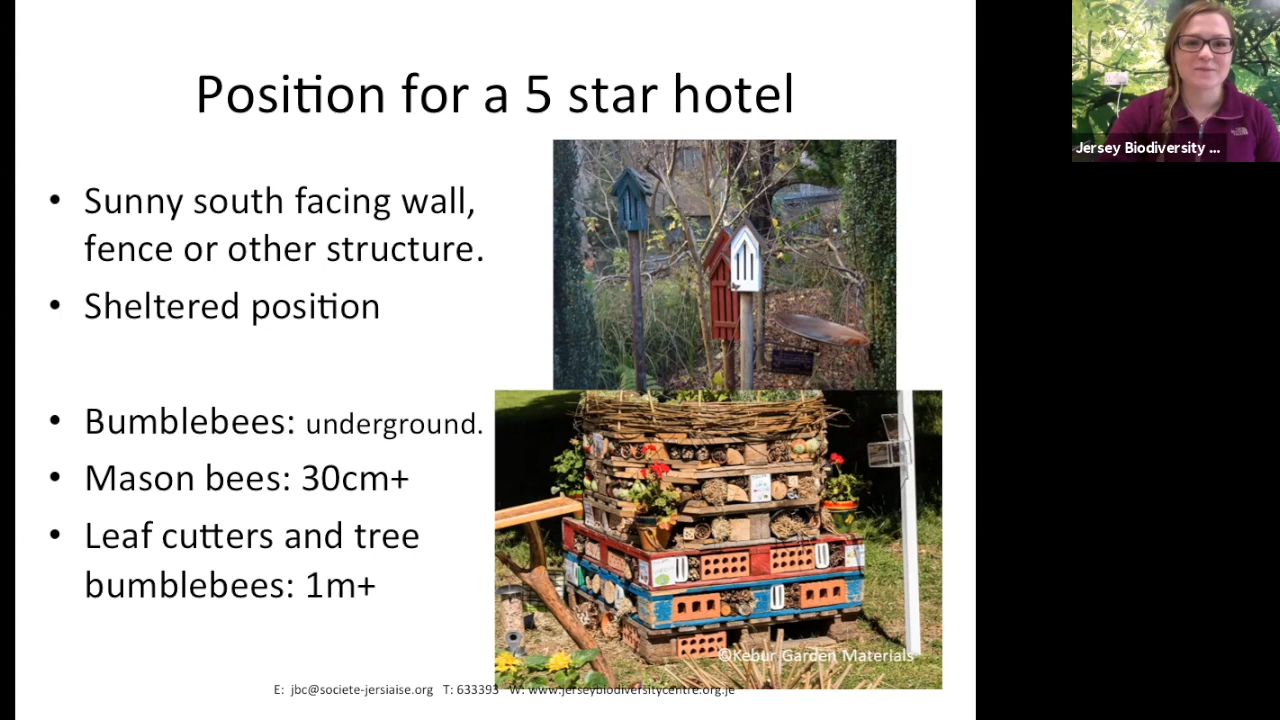 Position for a 5 star hotel
Jersey Biodiversity ...
• Sunny south facing wall,
fence or other structure.
• Sheltered position
• Bumblebees: underground.
• Mason bees: 30cm+
• Leaf cutters and tree
bumblebees: 1m+
©Kebur Garden Materials
E: jbc@societe-jersiaise.org T: 633393 W: www.jerseybiodiversitycentre.org.je